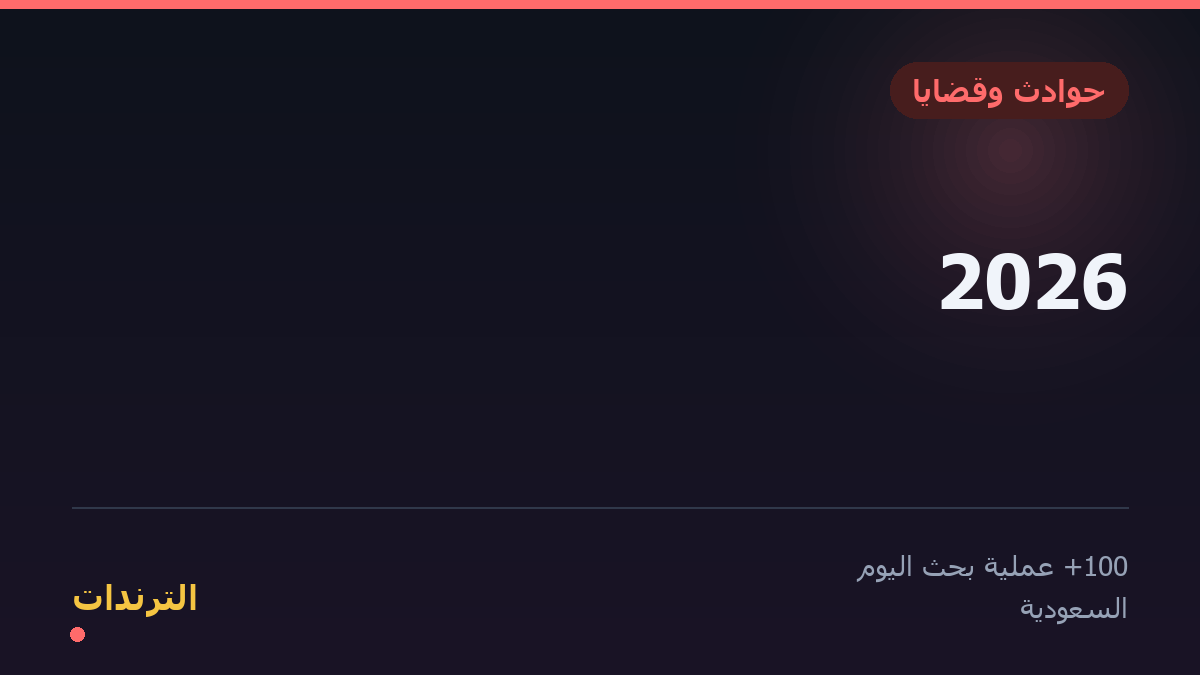 حوادث وقضايا
2026
100+ عملية بحث اليوم
السعودية
الترندات